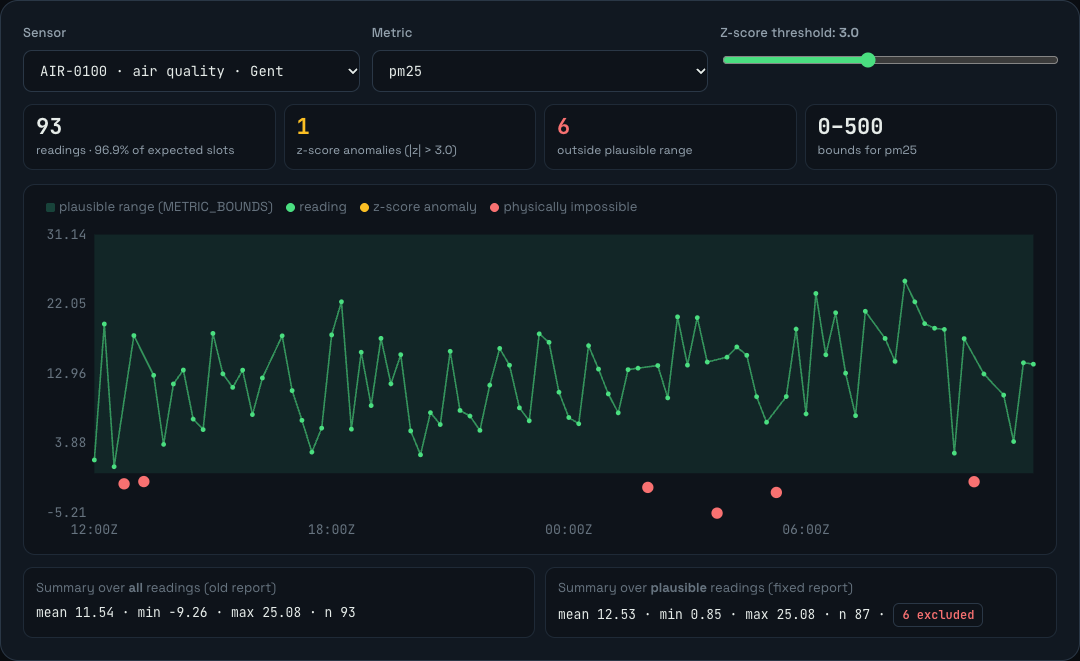 Sensor
Metric
Z-score threshold: 3.0
AIR-0100 · air quality · Gent
pm25
93
readings · 96.9% of expected slots
1
z-score anomalies (|z| > 3.0)
6
outside plausible range
0–500
bounds for pm25
plausible range (METRIC_BOUNDS)
reading
z-score anomaly
physically impossible
31.14
22.05
12.96
3.88
-5.21
12:00Z
18:00Z
00:00Z
06:00Z
Summary over all readings (old report)
mean 11.54 · min -9.26 · max 25.08 · n 93
Summary over plausible readings (fixed report)
mean 12.53 · min 0.85 · max 25.08 · n 87 · 6 excluded